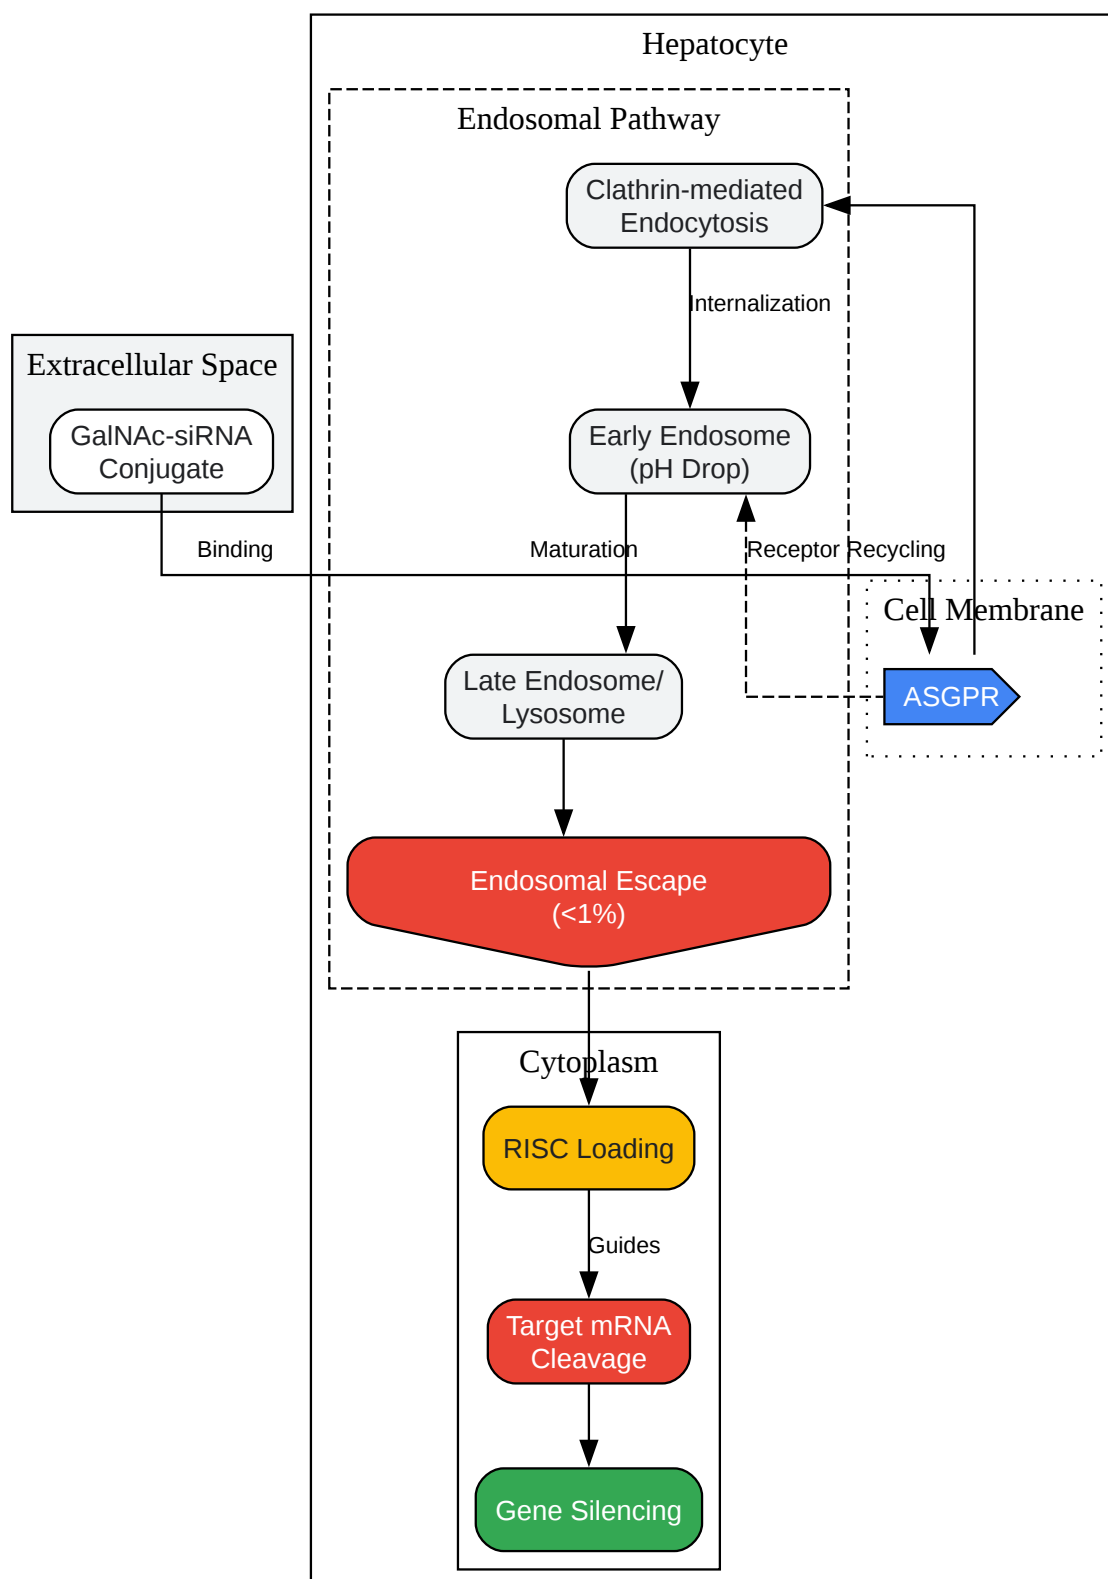 Hepatocyte
Endosomal Pathway
Clathrin-mediated
Endocytosis
Internalization
Extracellular Space
GalNAc-siRNA
Conjugate
Early Endosome
(pH Drop)
Binding
Maturation
Receptor Recycling
Cell Membrane
ASGPR
Late Endosome/
Lysosome
Endosomal Escape
(<1%)
Cytoplasm
RISC Loading
Guides
Target mRNA
Cleavage
Gene Silencing